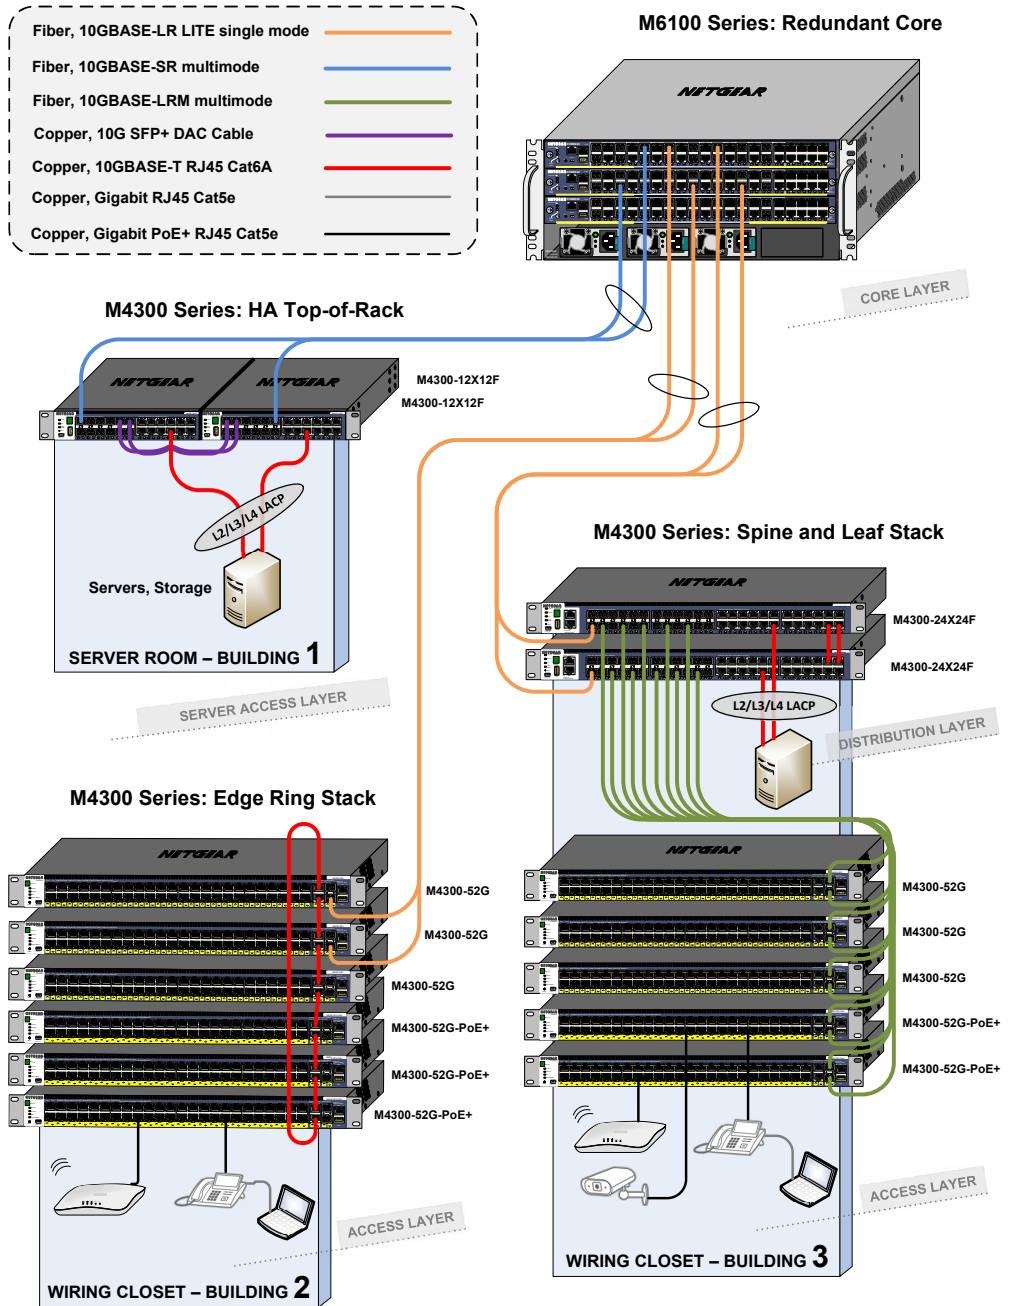 Fiber, 10GBASE-LR LITE single mode
Fiber, 10GBASE-SR multimode
Fiber, 10GBASE-LRM multimode
Copper, 10G SFP+ DAC Cable
Copper, 10GBASE-T RJ45 Cat6A
Copper, Gigabit RJ45 Cat5e
Copper, Gigabit PoE+ RJ45 Cat5e
M6100 Series: Redundant Core
NETGEAR
CORE LAYER
M4300 Series: HA Top-of-Rack
NETGEAR
NETGEAR
M4300-12X12F
M4300-12X12F
L2/L3/L4 LACP
Servers, Storage
SERVER ROOM – BUILDING 1
SERVER ACCESS LAYER
M4300 Series: Spine and Leaf Stack
NETGEAR
M4300-24X24F
M4300-24X24F
L2/L3/L4 LACP
DISTRIBUTION LAYER
M4300 Series: Edge Ring Stack
NETGEAR
M4300-52G
M4300-52G
M4300-52G
M4300-52G-PoE+
M4300-52G-PoE+
M4300-52G-PoE+
ACCESS LAYER
WIRING CLOSET – BUILDING 2
NETGEAR
M4300-52G
M4300-52G
M4300-52G
M4300-52G-PoE+
M4300-52G-PoE+
ACCESS LAYER
WIRING CLOSET – BUILDING 3